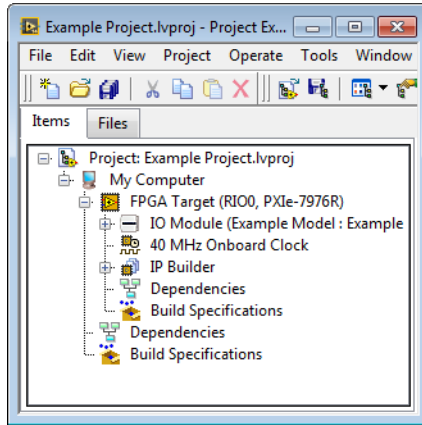 Example Project.lvproj - Project Ex...
File Edit View Project Operate Tools Window
Items Files
Project: Example Project.lvproj
My Computer
FPGA Target (RIO0, PXIe-7976R)
IO Module (Example Model : Example
40 MHz Onboard Clock
IP Builder
Dependencies
Build Specifications
Dependencies
Build Specifications